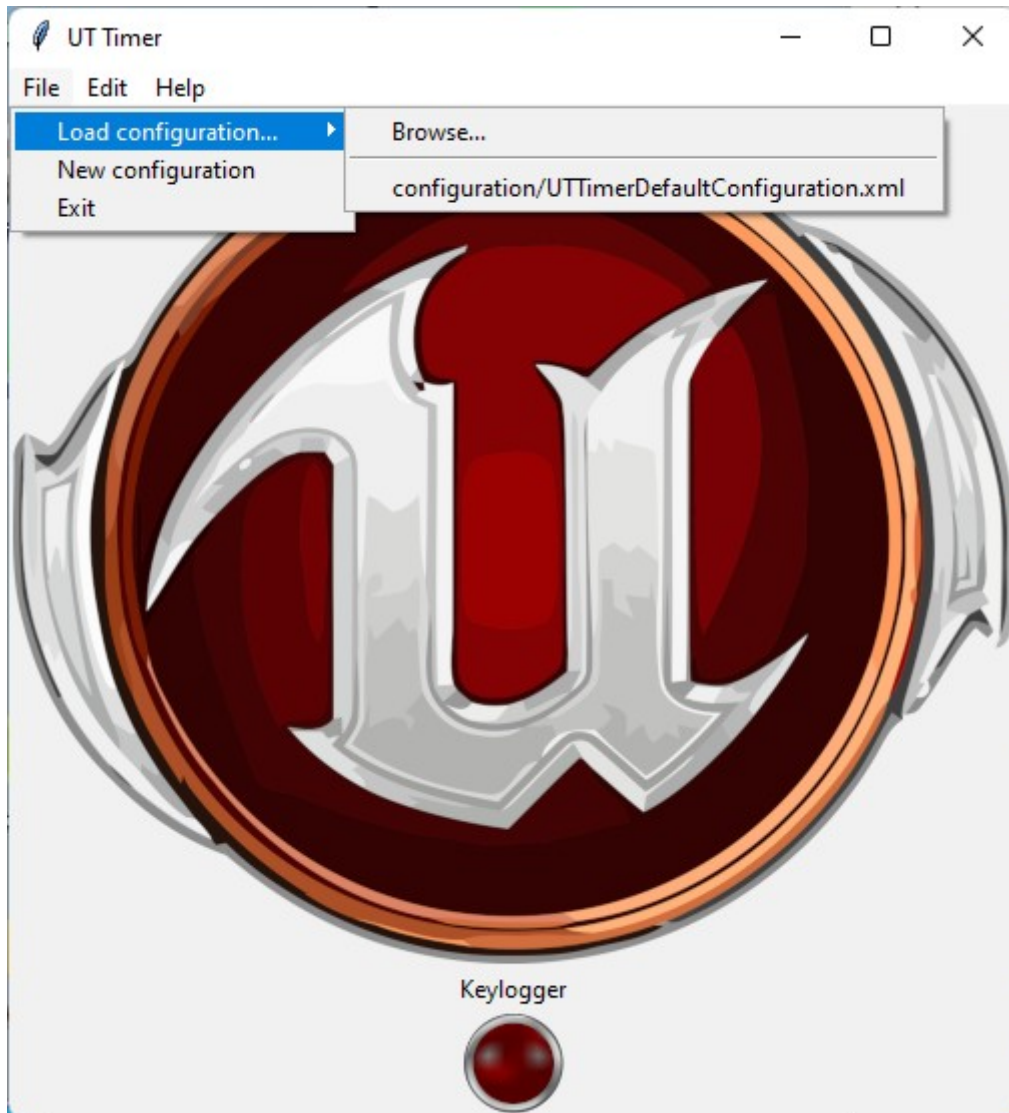 UT Timer
File Edit Help
Load configuration...
Browse...
New configuration
configuration/UTTimerDefaultConfiguration.xml
Exit
Keylogger